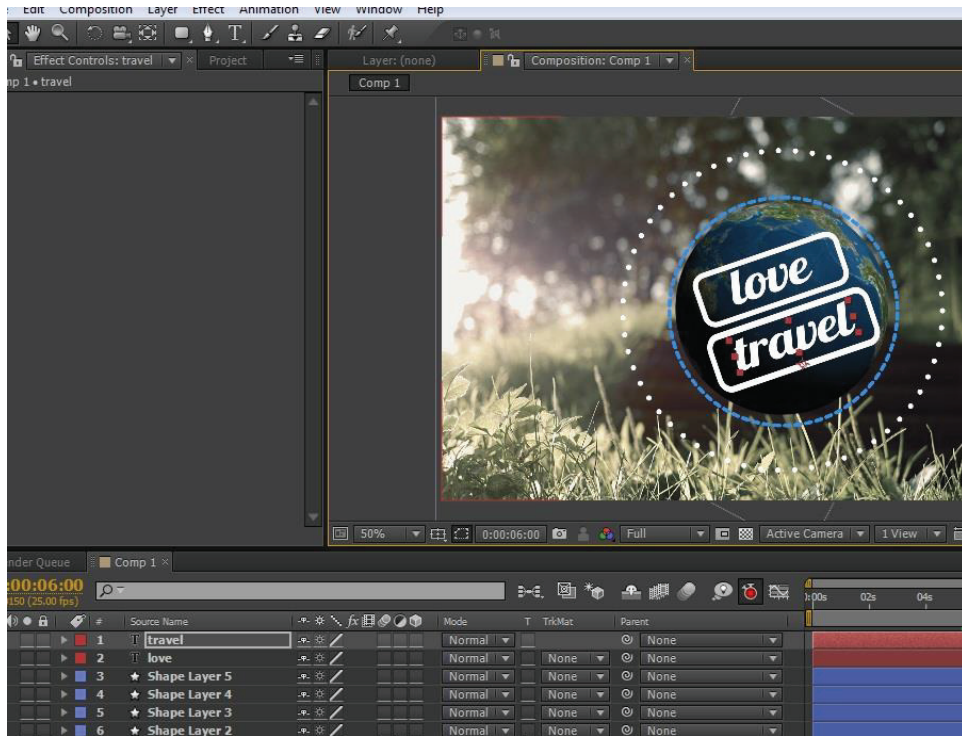 Edit Composition Layer Effect Animation View Window Help
Effect Controls: travel Project
Layer: (none) Composition: Comp 1
mp 1 • travel
Comp 1
love
travel
50% 0:00:06:00 Full Active Camera 1 View
nder Queue Comp 1
:00:06:00
0150 (25.00 fps)
):00s 02s 04s
# Source Name fx Mode T TrkMat Parent
1 T travel Normal None
2 T love Normal None None
3 Shape Layer 5 Normal None None
4 Shape Layer 4 Normal None None
5 Shape Layer 3 Normal None None
6 Shape Layer 2 Normal None None